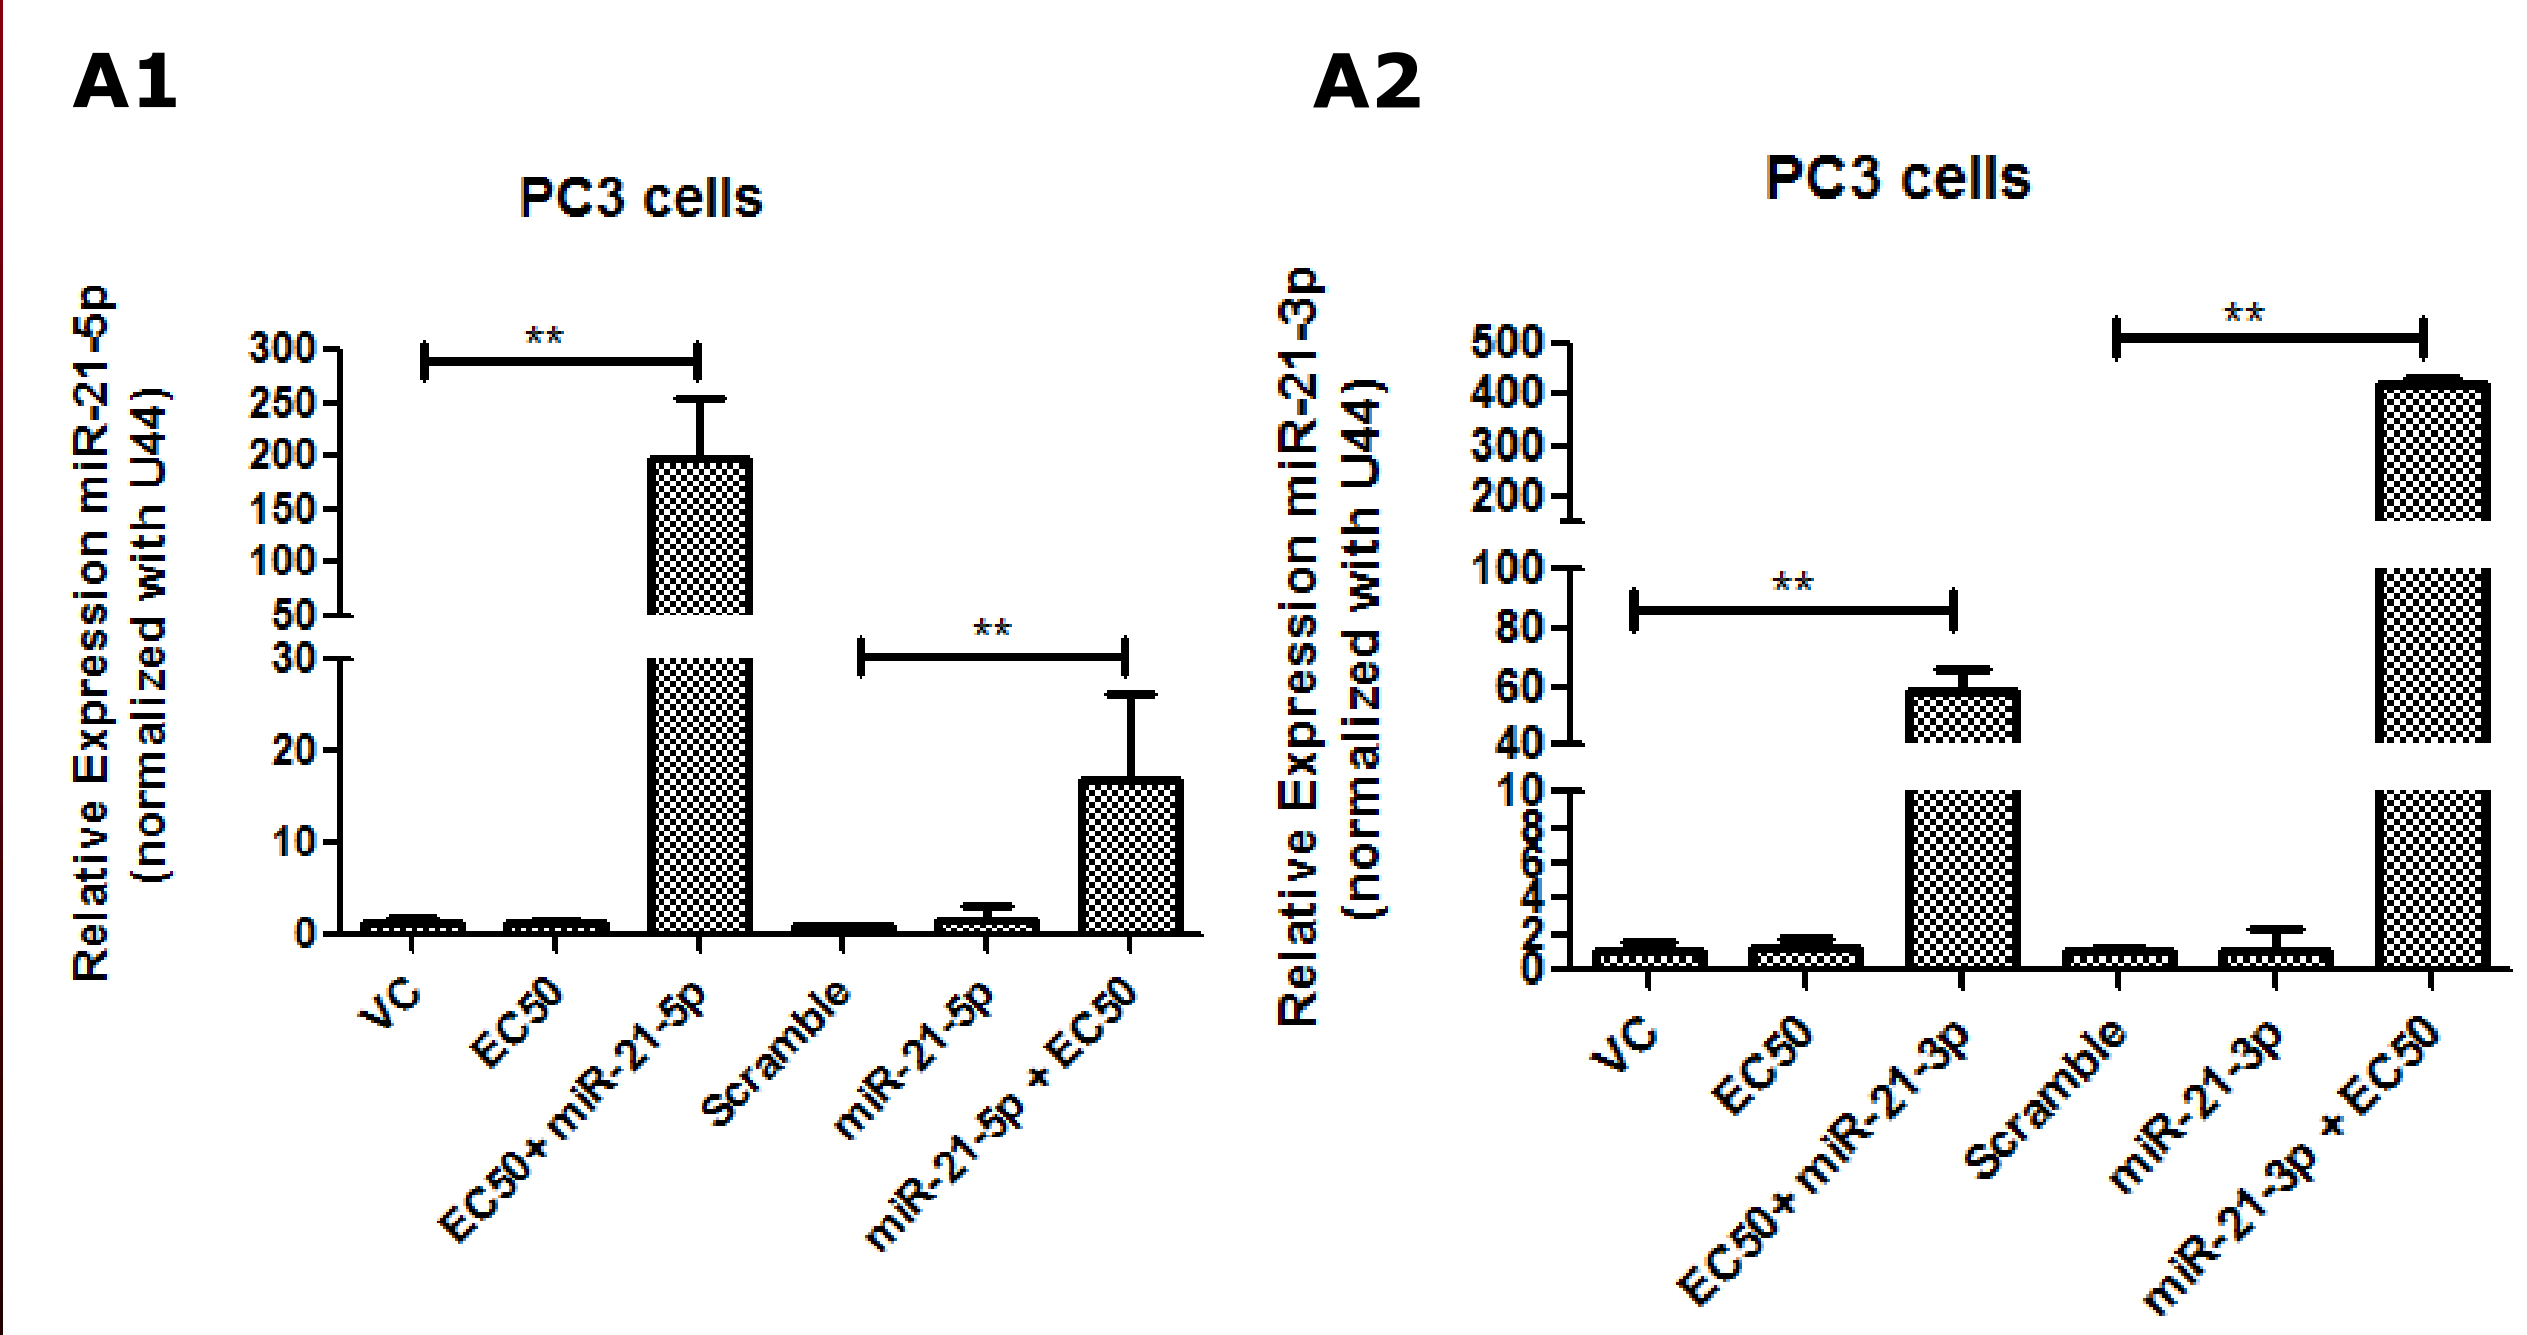 A1
PC3 cells
Relative Expression miR-21-5p
(normalized with U44)
300
250
200
150
100
50
30
20
10
0
**
**
VC
EC50
EC50+ miR-21-5p
Scramble
miR-21-5p
miR-21-5p + EC50
A2
PC3 cells
Relative Expression miR-21-3p
(normalized with U44)
500
400
300
200
100
80
60
40
10
8
6
4
2
0
**
**
VC
EC50
EC50+ miR-21-3p
Scramble
miR-21-3p
miR-21-3p + EC50